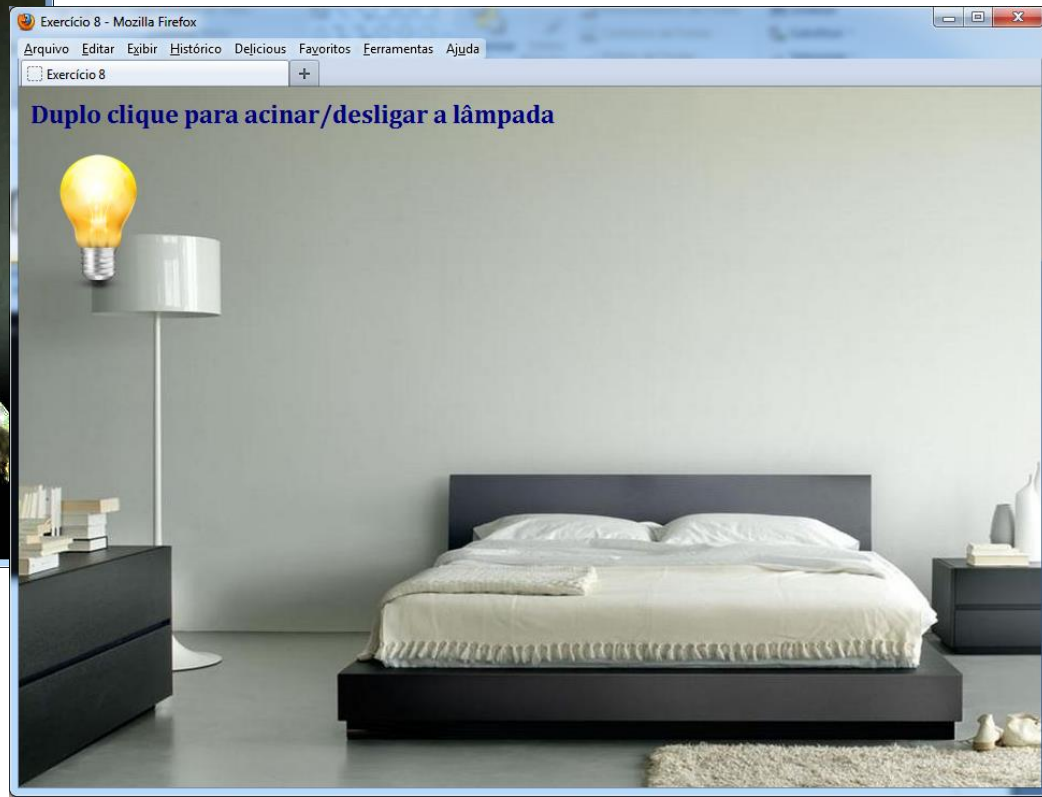 Exercício 8 - Mozilla Firefox
Arquivo Editar Exibir Histórico Delicious Favoritos Ferramentas Ajuda
Exercício 8
Duplo clique para acinar/desligar a lâmpada